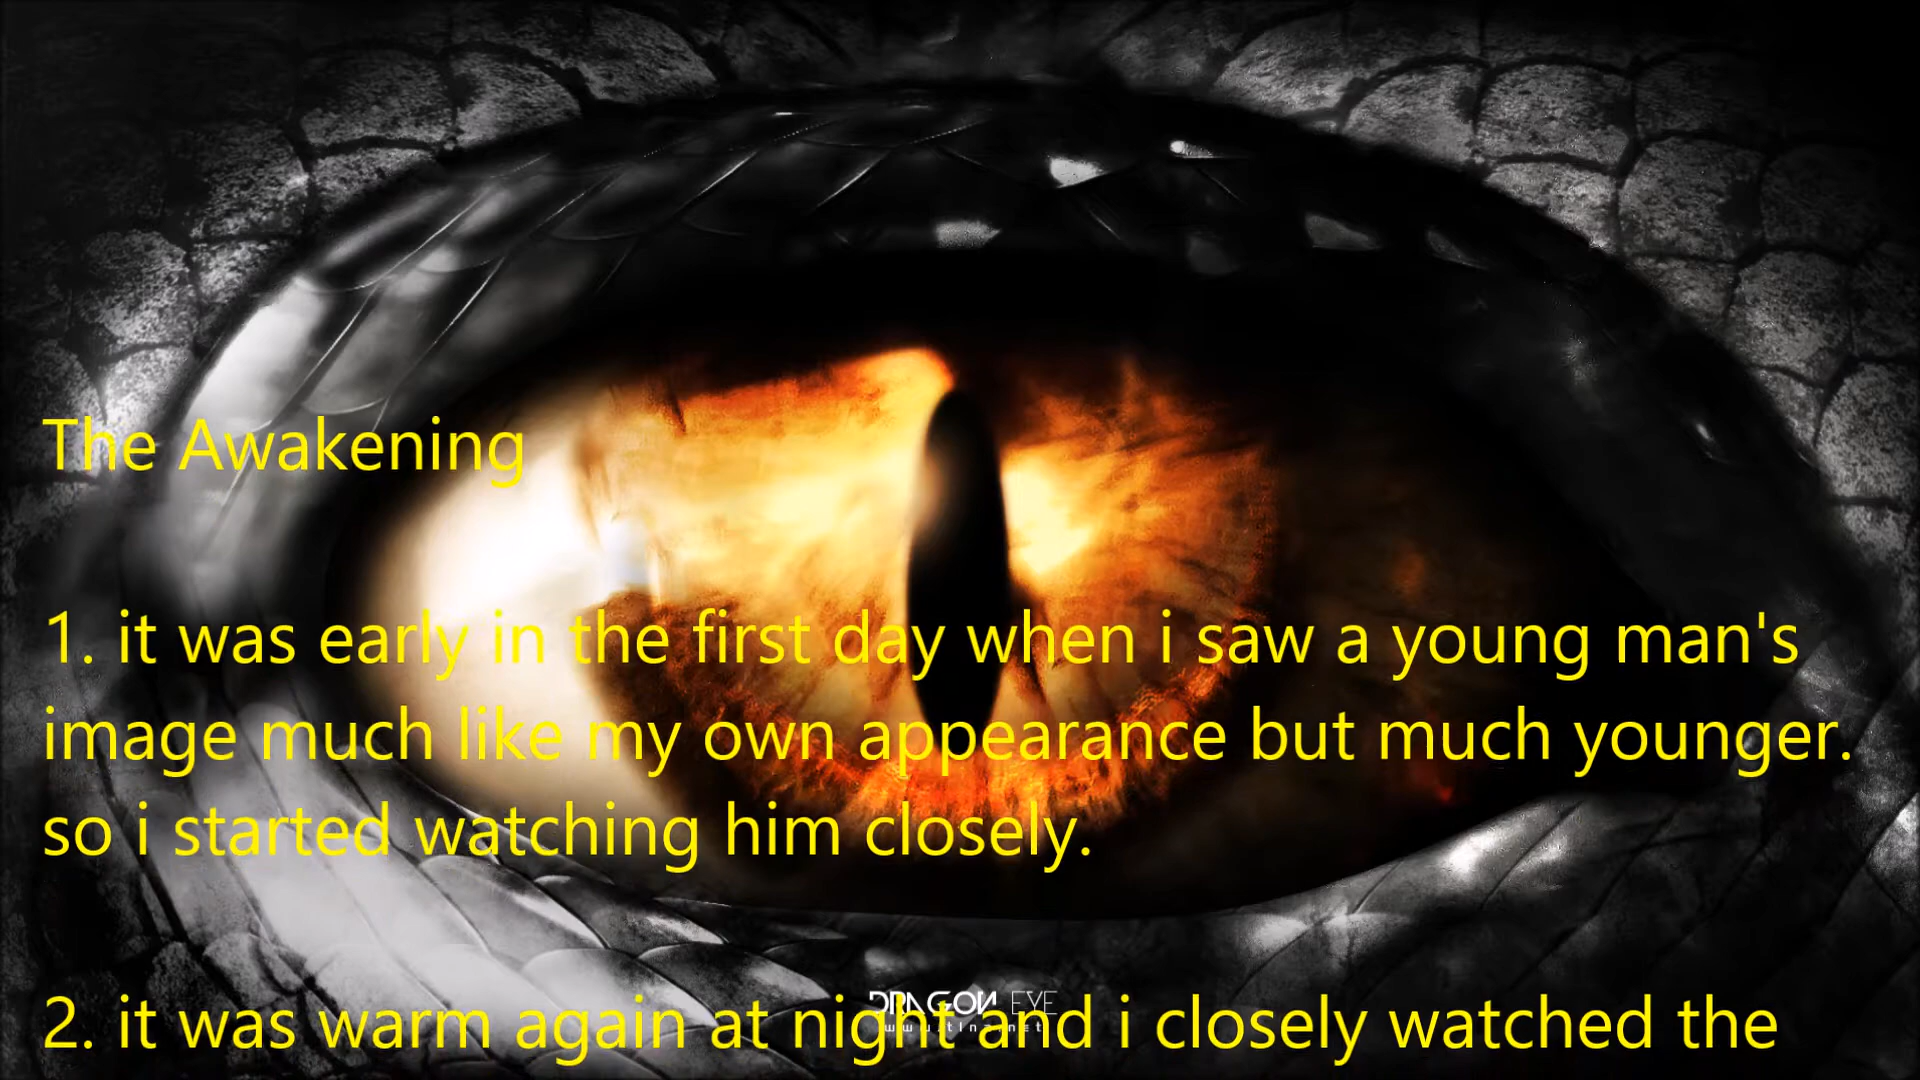 The Awakening
1. it was early in the first day when i saw a young man's
image much like my own appearance but much younger.
so i started watching him closely.
2. it was warm again at night and i closely watched the
DRAGON EYE